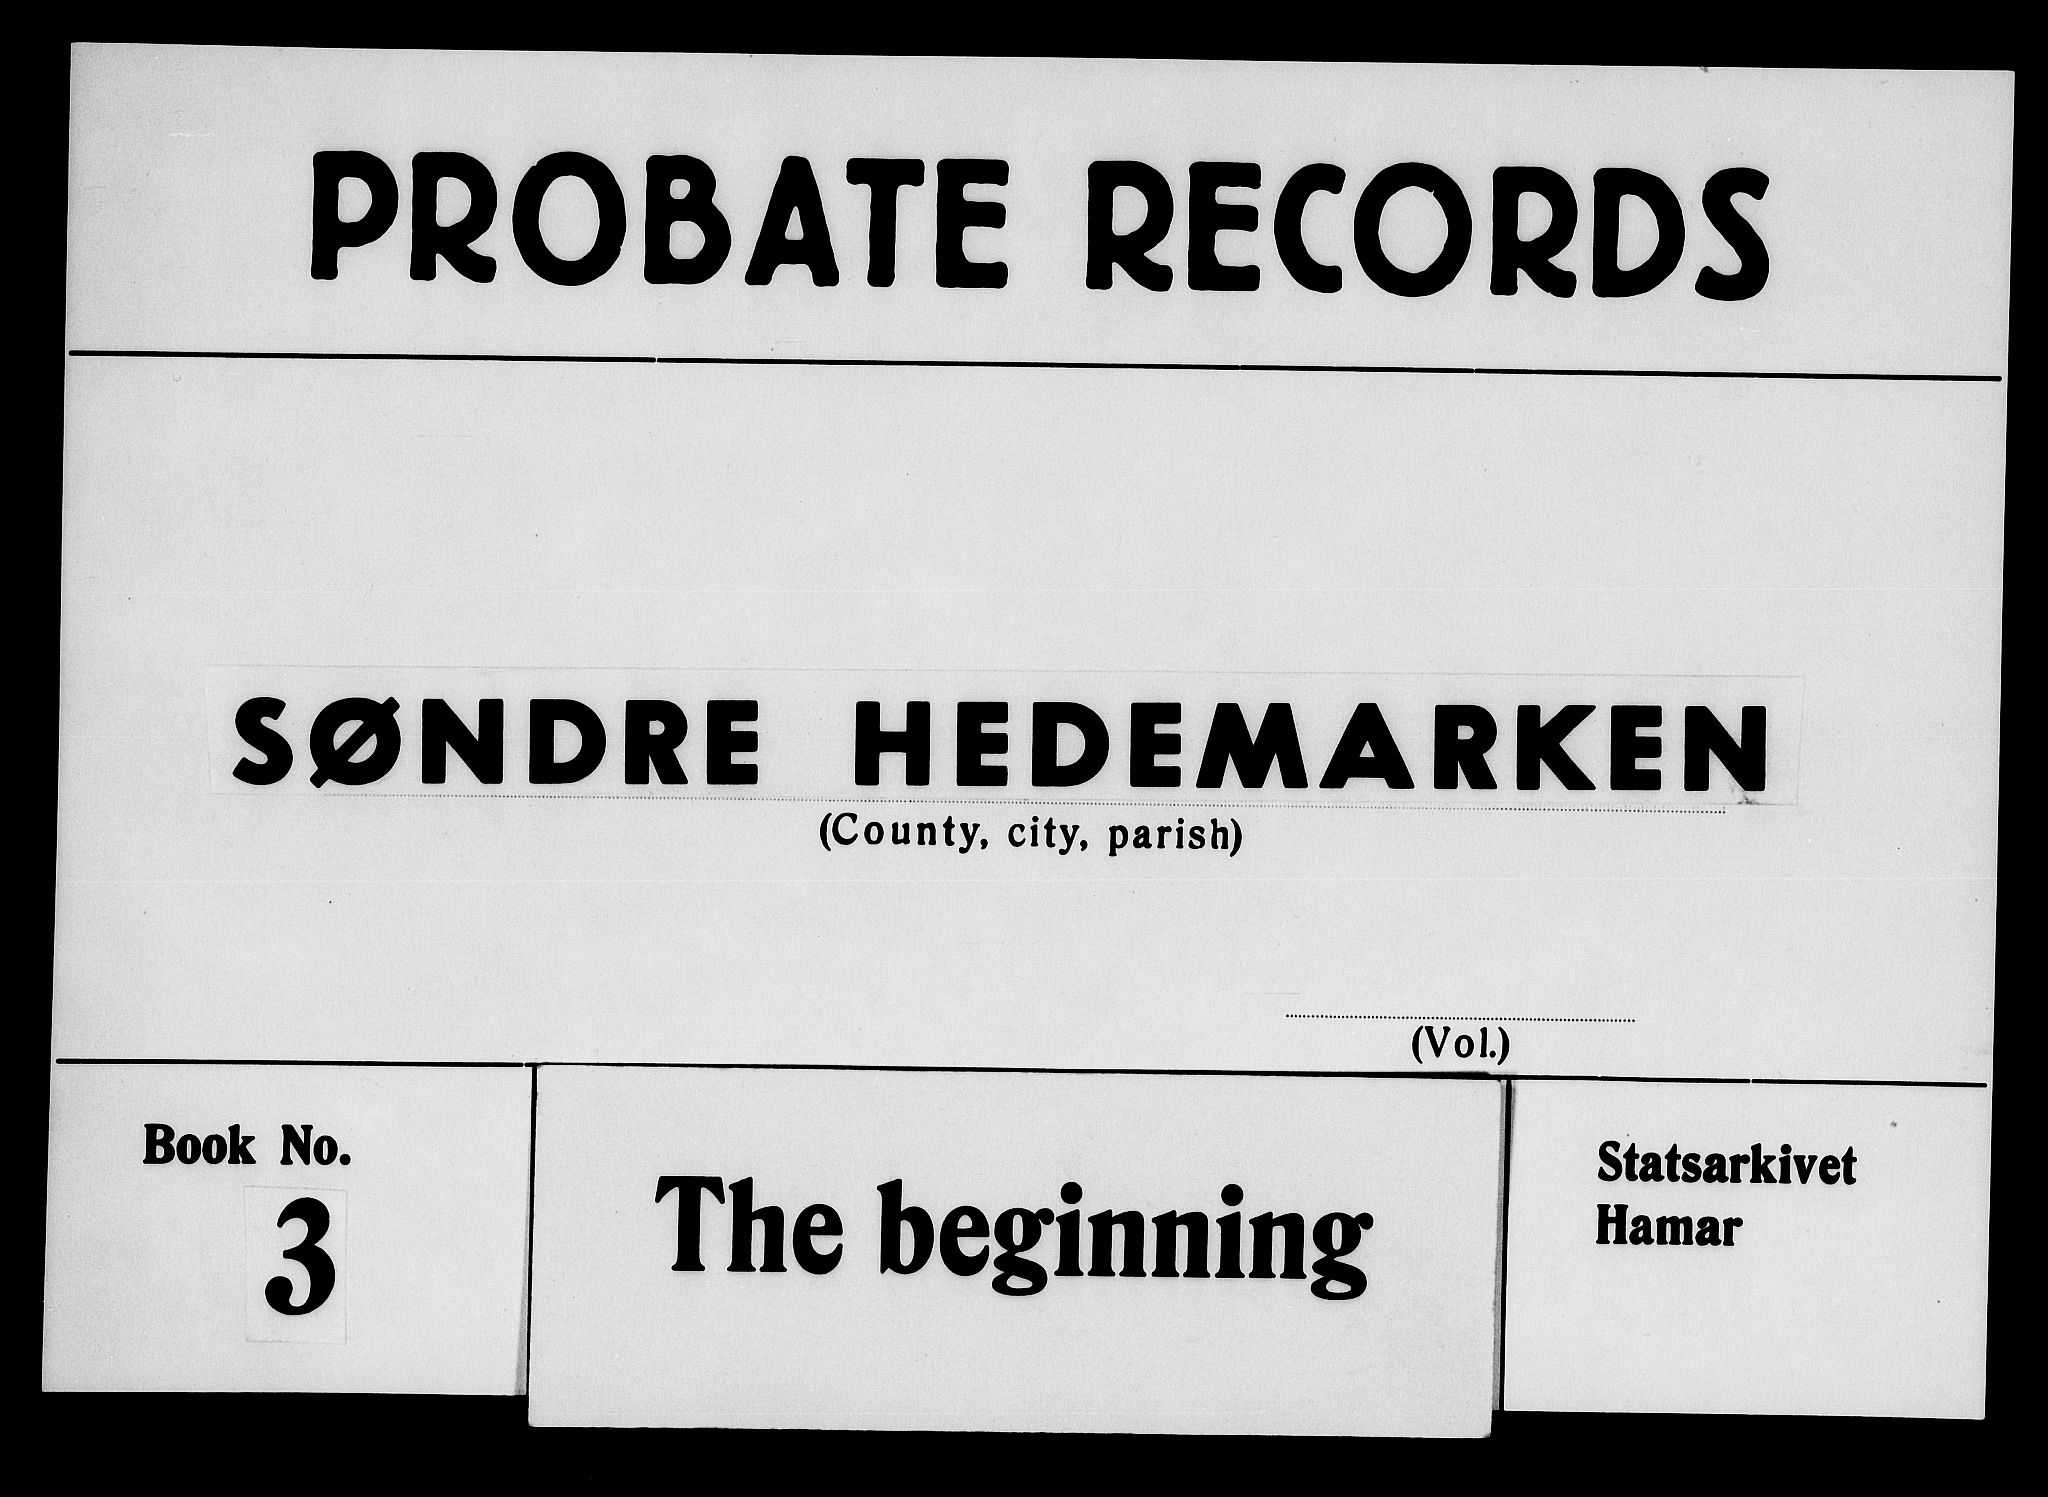 PROBATE RECORDS
SØNDRE HEDEMARKEN
(County, city, parish)
(Vol.)
Book No.
3
The beginning
Statsarkivet
Hamar